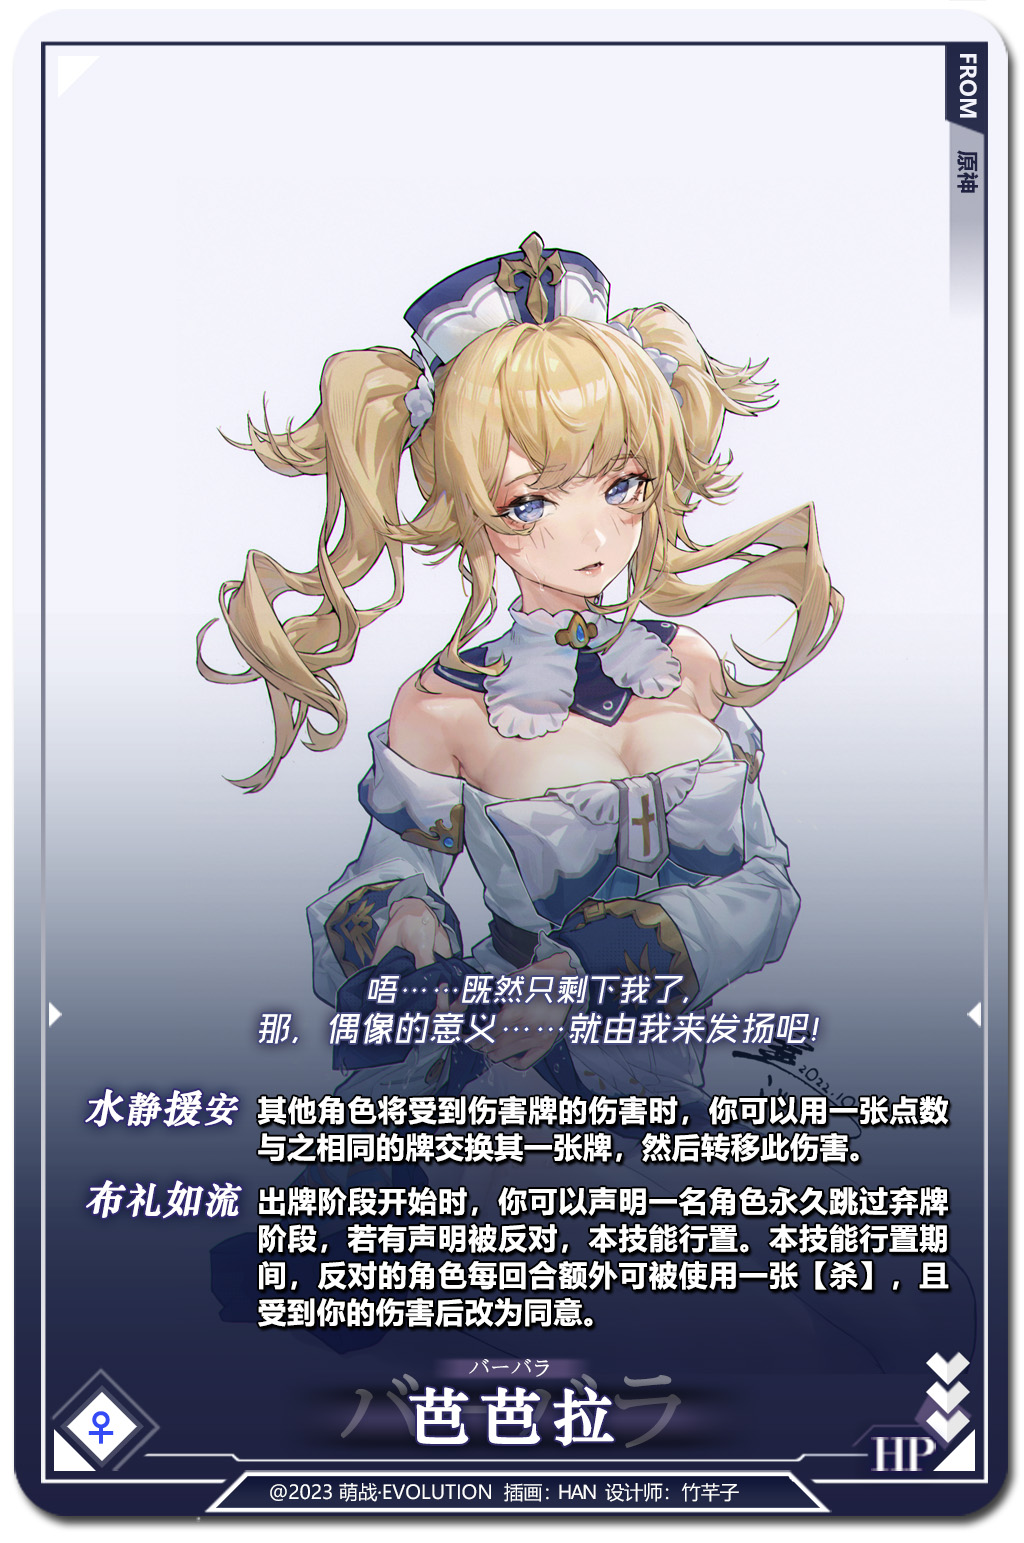 FROM
原神
唔……既然只剩下我了，
那，偶像的意义……就由我来发扬吧！
2022.10
水静援安
其他角色将受到伤害牌的伤害时，你可以用一张点数
与之相同的牌交换其一张牌，然后转移此伤害。
布礼如流
出牌阶段开始时，你可以声明一名角色永久跳过弃牌
阶段，若有声明被反对，本技能行置。本技能行置期
间，反对的角色每回合额外可被使用一张【杀】，且
受到你的伤害后改为同意。
バーバラ
バーバラ
芭芭拉
HP
@2023 萌战·EVOLUTION 插画：HAN 设计师：竹芊子